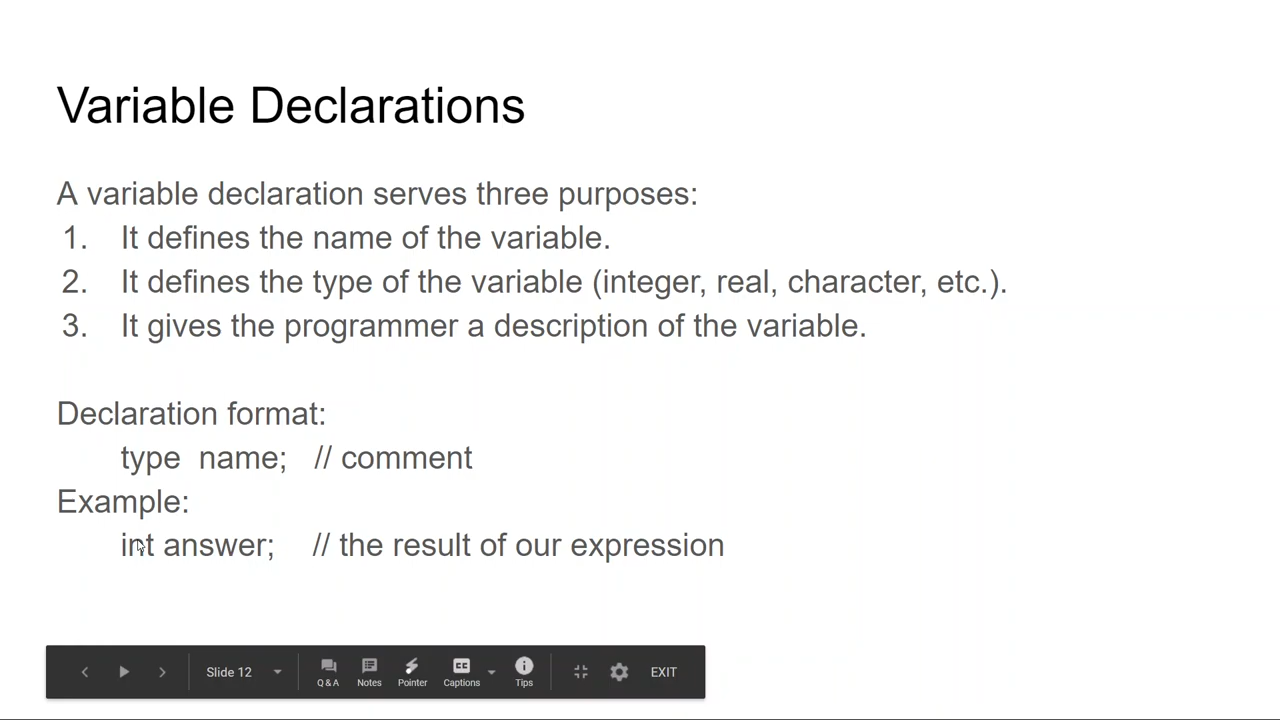 Variable Declarations
A variable declaration serves three purposes:
1. It defines the name of the variable.
2. It defines the type of the variable (integer, real, character, etc.).
3. It gives the programmer a description of the variable.
Declaration format:
type name; // comment
Example:
int answer; // the result of our expression
Slide 12 Q & A Notes Pointer CC Captions Tips EXIT